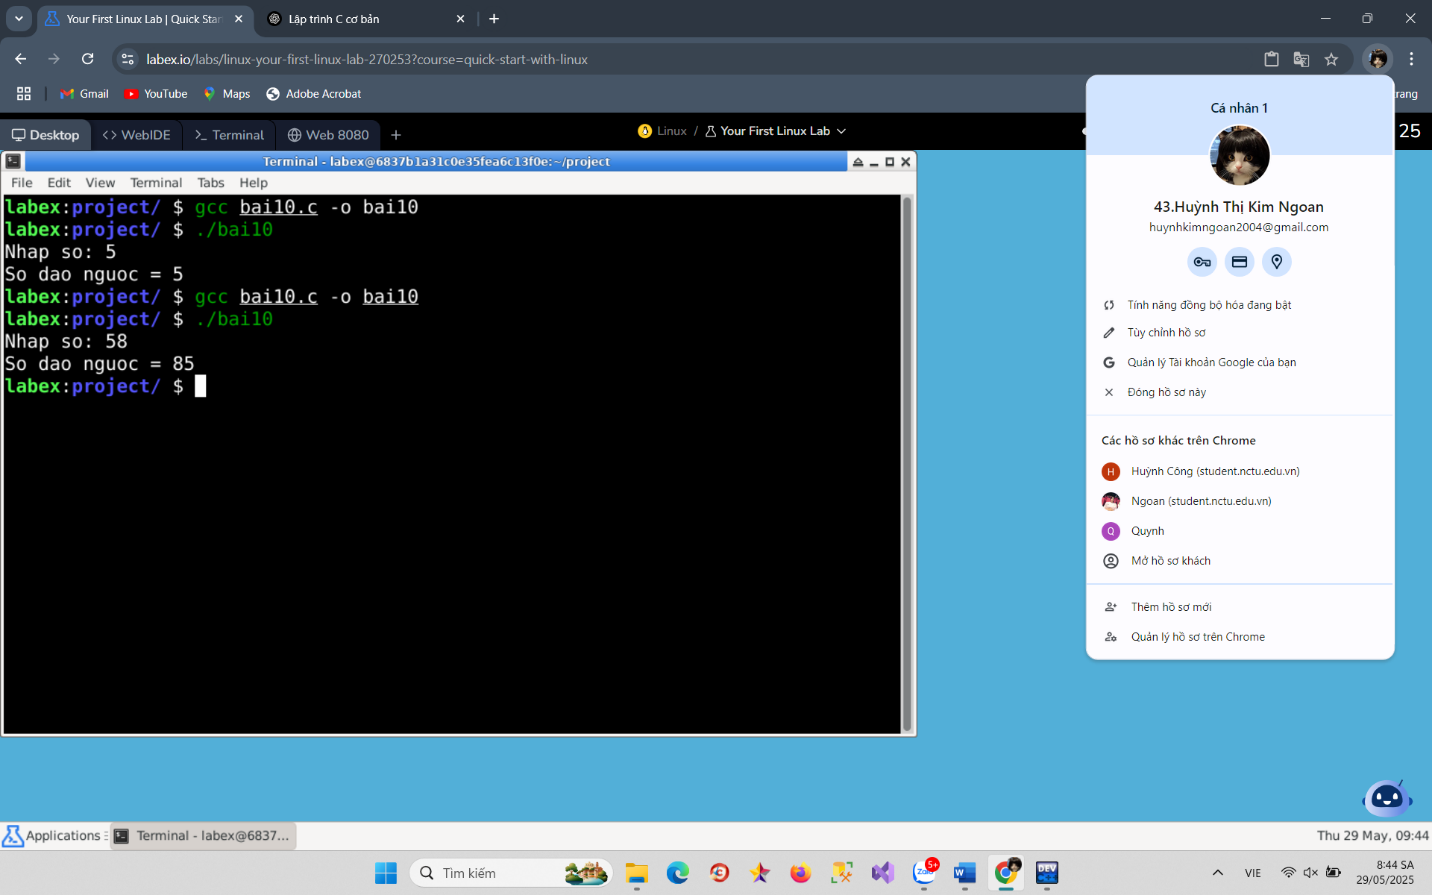 Your First Linux Lab | Quick Star
Lập trình C cơ bản
labex.io/labs/linux-your-first-linux-lab-270253?course=quick-start-with-linux
Gmail
YouTube
Maps
Adobe Acrobat
trang
Desktop
WebIDE
Terminal
Web 8080
Linux / Your First Linux Lab
25
Terminal - labex@6837b1a31c0e35fea6c13f0e:~/project
File Edit View Terminal Tabs Help
labex:project/ $ gcc bai10.c -o bai10
labex:project/ $ ./bai10
Nhap so: 5
So dao nguoc = 5
labex:project/ $ gcc bai10.c -o bai10
labex:project/ $ ./bai10
Nhap so: 58
So dao nguoc = 85
labex:project/ $
Cá nhân 1
43.Huỳnh Thị Kim Ngoan
huynhkimngoan2004@gmail.com
Tính năng đồng bộ hóa đang bật
Tùy chỉnh hồ sơ
Quản lý Tài khoản Google của bạn
Đóng hồ sơ này
Các hồ sơ khác trên Chrome
H Huỳnh Công (student.nctu.edu.vn)
Ngoan (student.nctu.edu.vn)
Q Quynh
Mở hồ sơ khách
Thêm hồ sơ mới
Quản lý hồ sơ trên Chrome
Applications
Terminal - labex@6837...
Thu 29 May, 09:44
Tìm kiếm
Zalo
5+
W
DEV
VIE
8:44 SA
29/05/2025